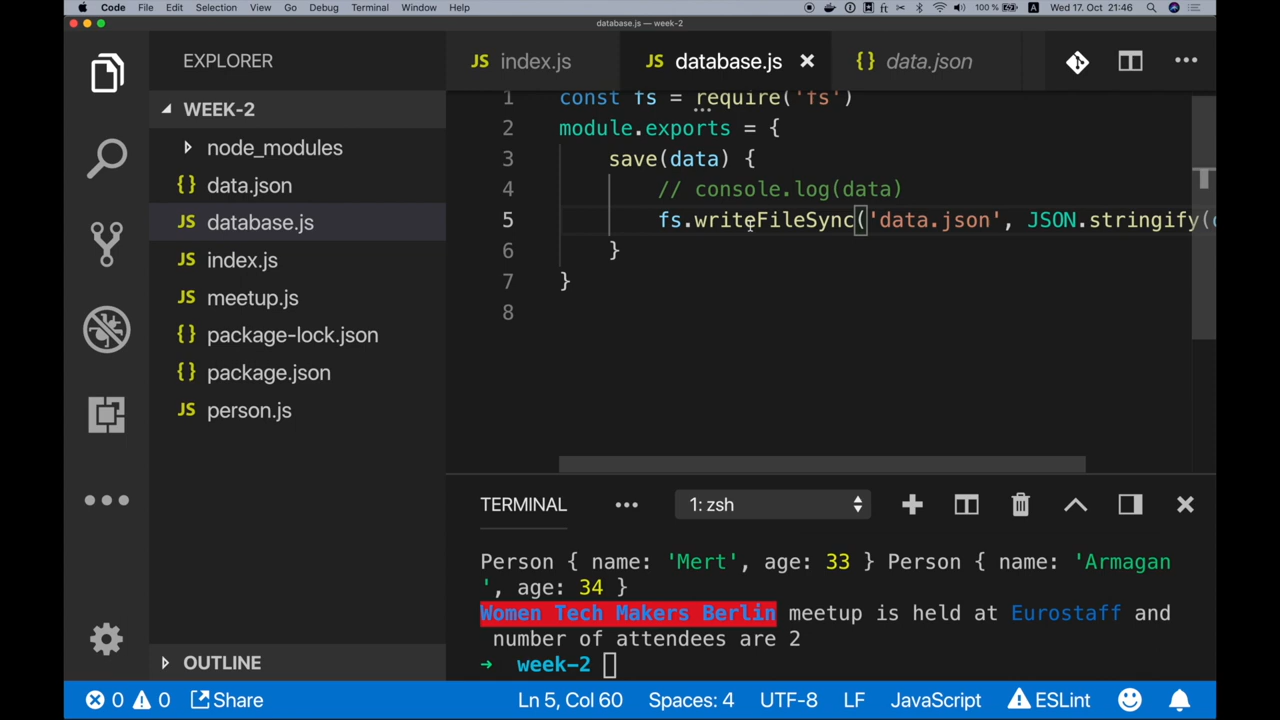 Code File Edit Selection View Go Debug Terminal Window Help 100 % A Wed 17. Oct 21:46
database.js — week-2
EXPLORER
WEEK-2
node_modules
{} data.json
JS database.js
JS index.js
JS meetup.js
{} package-lock.json
{} package.json
JS person.js
OUTLINE
JS index.js JS database.js {} data.json
1 const fs = require('fs')
2 module.exports = {
3 save(data) {
4 // console.log(data)
5 fs.writeFileSync('data.json', JSON.stringify(
6 }
7 }
8
TERMINAL 1: zsh
Person { name: 'Mert', age: 33 } Person { name: 'Armagan
', age: 34 }
Women Tech Makers Berlin meetup is held at Eurostaff and
number of attendees are 2
→ week-2
0 0 Share Ln 5, Col 60 Spaces: 4 UTF-8 LF JavaScript ESLint